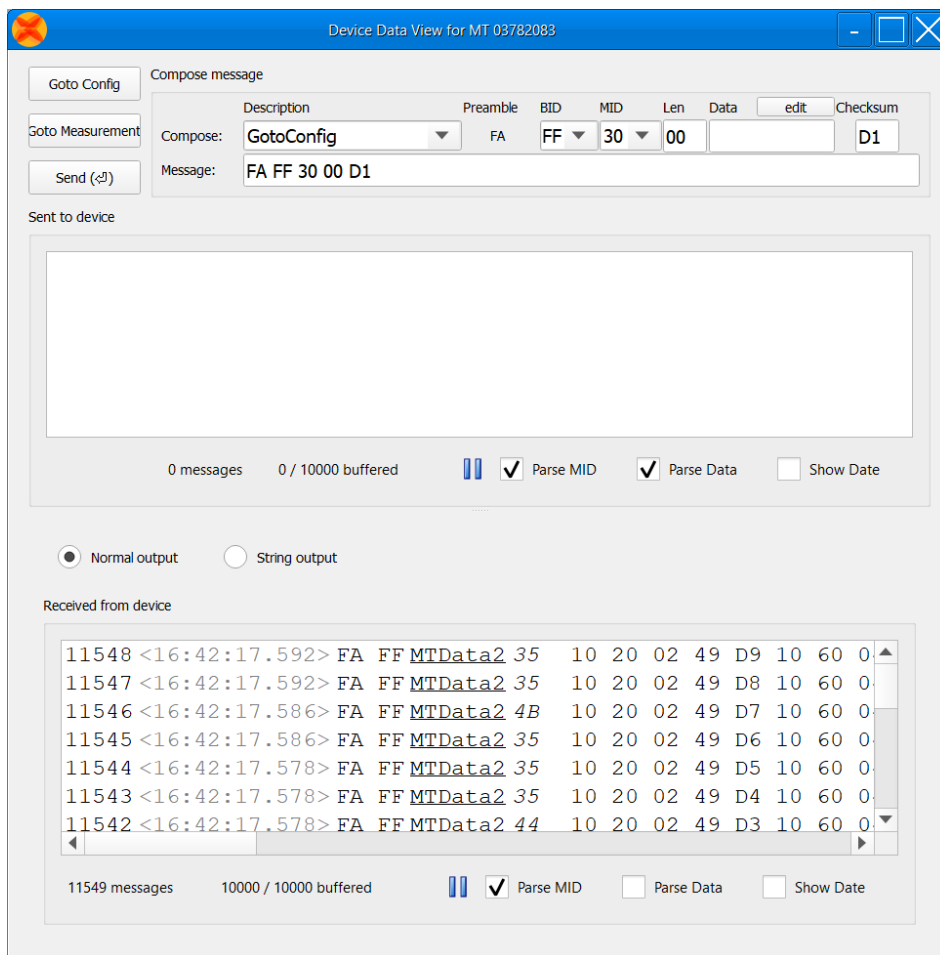 Device Data View for MT 03782083
Goto Config
Compose message
Description Preamble BID MID Len Data edit Checksum
Goto Measurement
Compose: GotoConfig FA FF 30 00 D1
Send (⏎)
Message: FA FF 30 00 D1
Sent to device
0 messages 0 / 10000 buffered Parse MID Parse Data Show Date
Normal output String output
Received from device
11548 <16:42:17.592> FA FF MTData2 35 10 20 02 49 D9 10 60 0
11547 <16:42:17.592> FA FF MTData2 35 10 20 02 49 D8 10 60 0
11546 <16:42:17.586> FA FF MTData2 4B 10 20 02 49 D7 10 60 0
11545 <16:42:17.586> FA FF MTData2 35 10 20 02 49 D6 10 60 0
11544 <16:42:17.578> FA FF MTData2 35 10 20 02 49 D5 10 60 0
11543 <16:42:17.578> FA FF MTData2 35 10 20 02 49 D4 10 60 0
11542 <16:42:17.578> FA FF MTData2 44 10 20 02 49 D3 10 60 0
11549 messages 10000 / 10000 buffered Parse MID Parse Data Show Date